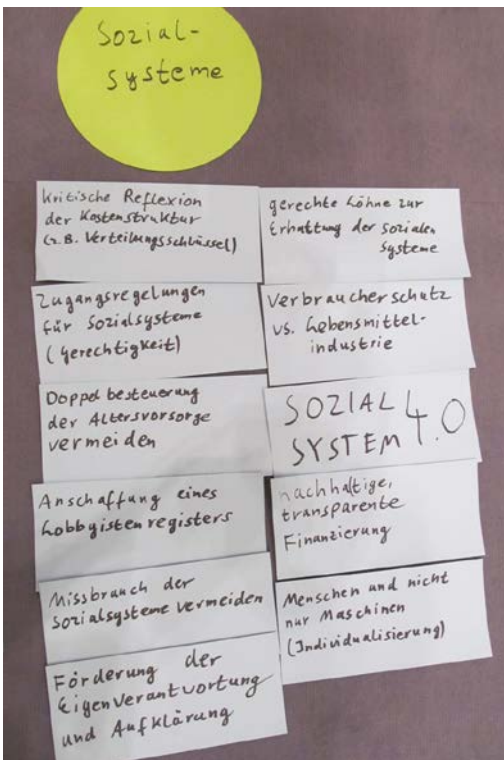 Sozial-
systeme
kritische Reflexion
der Kostenstruktur
(z.B. Verteilungsschlüssel)
Zugangsregelungen
für Sozialsysteme
(Gerechtigkeit)
Doppelbesteuerung
der Altersvorsorge
vermeiden
Anschaffung eines
Lobbyistenregisters
Missbrauch der
Sozialsysteme vermeiden
Förderung der
Eigenverantwortung
und Aufklärung
gerechte Löhne zur
Erhaltung der sozialen
Systeme
Verbraucherschutz
vs. Lebensmittel-
industrie
SOZIAL
SYSTEM 4.0
nachhaltige,
transparente
Finanzierung
Menschen und nicht
nur Maschinen
(Individualisierung)